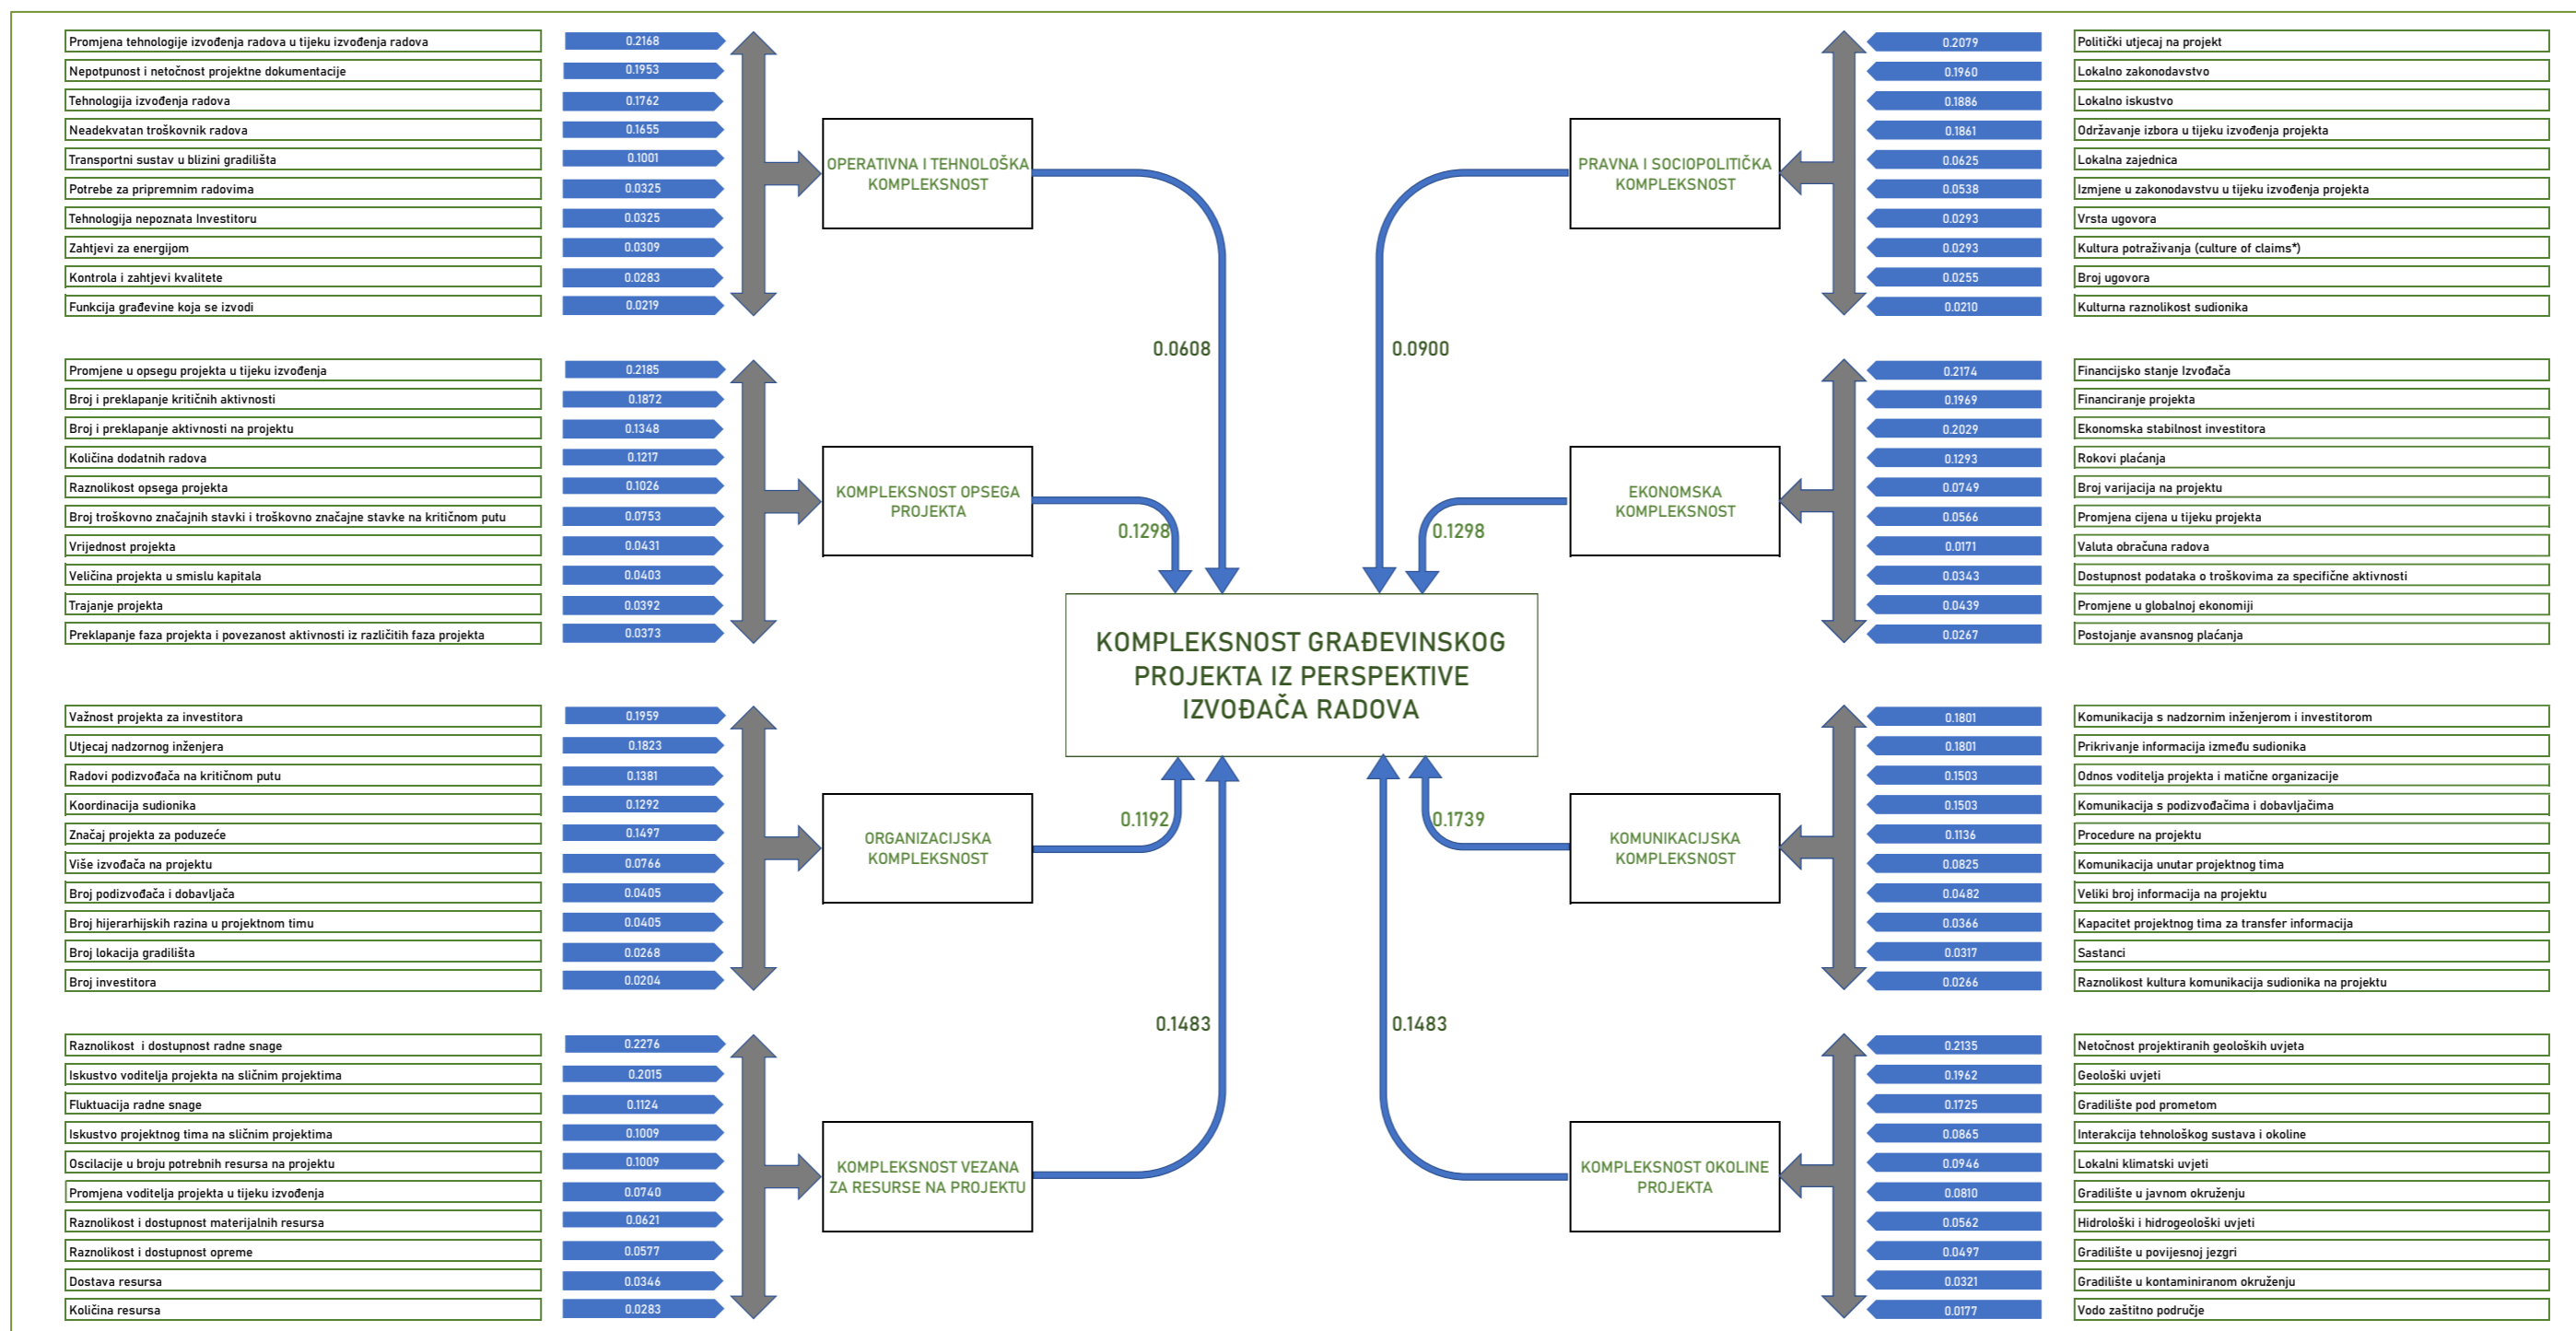 Promjena tehnologije izvođenja radova u tijeku izvođenja radova
0.2168
Nepotpunost i netočnost projektne dokumentacije
0.1953
Tehnologija izvođenja radova
0.1762
Neadekvatan troškovnik radova
0.1655
Transportni sustav u blizini gradilišta
0.1001
Potrebe za pripremnim radovima
0.0325
Tehnologija nepoznata Investitoru
0.0325
Zahtjevi za energijom
0.0309
Kontrola i zahtjevi kvalitete
0.0283
Funkcija građevine koja se izvodi
0.0219
OPERATIVNA I TEHNOLOŠKA
KOMPLEKSNOST
0.0608
Promjene u opsegu projekta u tijeku izvođenja
0.2185
Broj i preklapanje kritičnih aktivnosti
0.1872
Broj i preklapanje aktivnosti na projektu
0.1348
Količina dodatnih radova
0.1217
Raznolikost opsega projekta
0.1026
Broj troškovno značajnih stavki i troškovno značajne stavke na kritičnom putu
0.0753
Vrijednost projekta
0.0431
Veličina projekta u smislu kapitala
0.0403
Trajanje projekta
0.0392
Preklapanje faza projekta i povezanost aktivnosti iz različitih faza projekta
0.0373
KOMPLEKSNOST OPSEGA
PROJEKTA
0.1298
Važnost projekta za investitora
0.1959
Utjecaj nadzornog inženjera
0.1823
Radovi podizvođača na kritičnom putu
0.1381
Koordinacija sudionika
0.1292
Značaj projekta za poduzeće
0.1497
Više izvođača na projektu
0.0766
Broj podizvođača i dobavljača
0.0405
Broj hijerarhijskih razina u projektnom timu
0.0405
Broj lokacija gradilišta
0.0268
Broj investitora
0.0204
ORGANIZACIJSKA
KOMPLEKSNOST
0.1192
Raznolikost i dostupnost radne snage
0.2276
Iskustvo voditelja projekta na sličnim projektima
0.2015
Fluktuacija radne snage
0.1124
Iskustvo projektnog tima na sličnim projektima
0.1009
Oscilacije u broju potrebnih resursa na projektu
0.1009
Promjena voditelja projekta u tijeku izvođenja
0.0740
Raznolikost i dostupnost materijalnih resursa
0.0621
Raznolikost i dostupnost opreme
0.0577
Dostava resursa
0.0346
Količina resursa
0.0283
KOMPLEKSNOST VEZANA
ZA RESURSE NA PROJEKTU
0.1483
KOMPLEKSNOST GRAĐEVINSKOG
PROJEKTA IZ PERSPEKTIVE
IZVOĐAČA RADOVA
0.0900
PRAVNA I SOCIOPOLITIČKA
KOMPLEKSNOST
0.2079
Politički utjecaj na projekt
0.1960
Lokalno zakonodavstvo
0.1886
Lokalno iskustvo
0.1861
Održavanje izbora u tijeku izvođenja projekta
0.0625
Lokalna zajednica
0.0538
Izmjene u zakonodavstvu u tijeku izvođenja projekta
0.0293
Vrsta ugovora
0.0293
Kultura potraživanja (culture of claims*)
0.0255
Broj ugovora
0.0210
Kulturna raznolikost sudionika
0.1298
EKONOMSKA
KOMPLEKSNOST
0.2174
Financijsko stanje Izvođača
0.1969
Financiranje projekta
0.2029
Ekonomska stabilnost investitora
0.1293
Rokovi plaćanja
0.0749
Broj varijacija na projektu
0.0566
Promjena cijena u tijeku projekta
0.0171
Valuta obračuna radova
0.0343
Dostupnost podataka o troškovima za specifične aktivnosti
0.0439
Promjene u globalnoj ekonomiji
0.0267
Postojanje avansnog plaćanja
0.1739
KOMUNIKACIJSKA
KOMPLEKSNOST
0.1801
Komunikacija s nadzornim inženjerom i investitorom
0.1801
Prikrivanje informacija između sudionika
0.1503
Odnos voditelja projekta i matične organizacije
0.1503
Komunikacija s podizvođačima i dobavljačima
0.1136
Procedure na projektu
0.0825
Komunikacija unutar projektnog tima
0.0482
Veliki broj informacija na projektu
0.0366
Kapacitet projektnog tima za transfer informacija
0.0317
Sastanci
0.0266
Raznolikost kultura komunikacija sudionika na projektu
0.1483
KOMPLEKSNOST OKOLINE
PROJEKTA
0.2135
Netočnost projektiranih geoloških uvjeta
0.1962
Geološki uvjeti
0.1725
Gradilište pod prometom
0.0865
Interakcija tehnološkog sustava i okoline
0.0946
Lokalni klimatski uvjeti
0.0810
Gradilište u javnom okruženju
0.0562
Hidrološki i hidrogeološki uvjeti
0.0497
Gradilište u povijesnoj jezgri
0.0321
Gradilište u kontaminiranom okruženju
0.0177
Vodo zaštitno područje